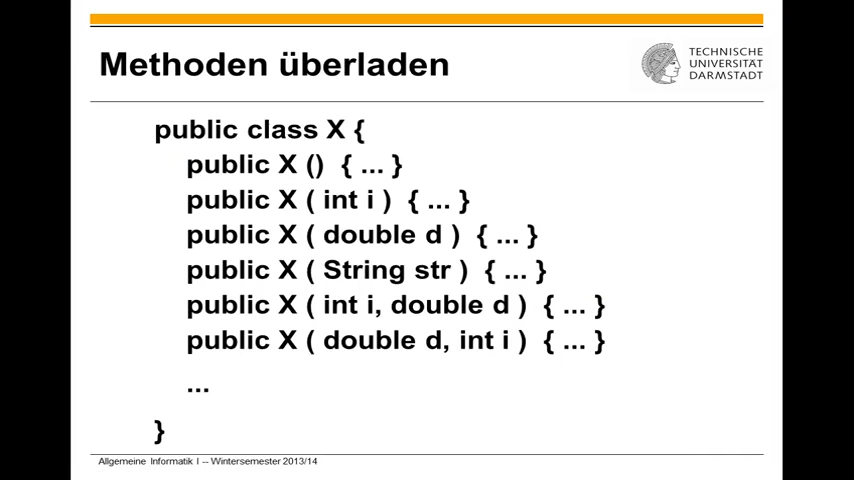 Methoden überladen
TECHNISCHE
UNIVERSITÄT
DARMSTADT
public class X {
public X () { ... }
public X ( int i ) { ... }
public X ( double d ) { ... }
public X ( String str ) { ... }
public X ( int i, double d ) { ... }
public X ( double d, int i ) { ... }
...
}
Allgemeine Informatik I -- Wintersemester 2013/14